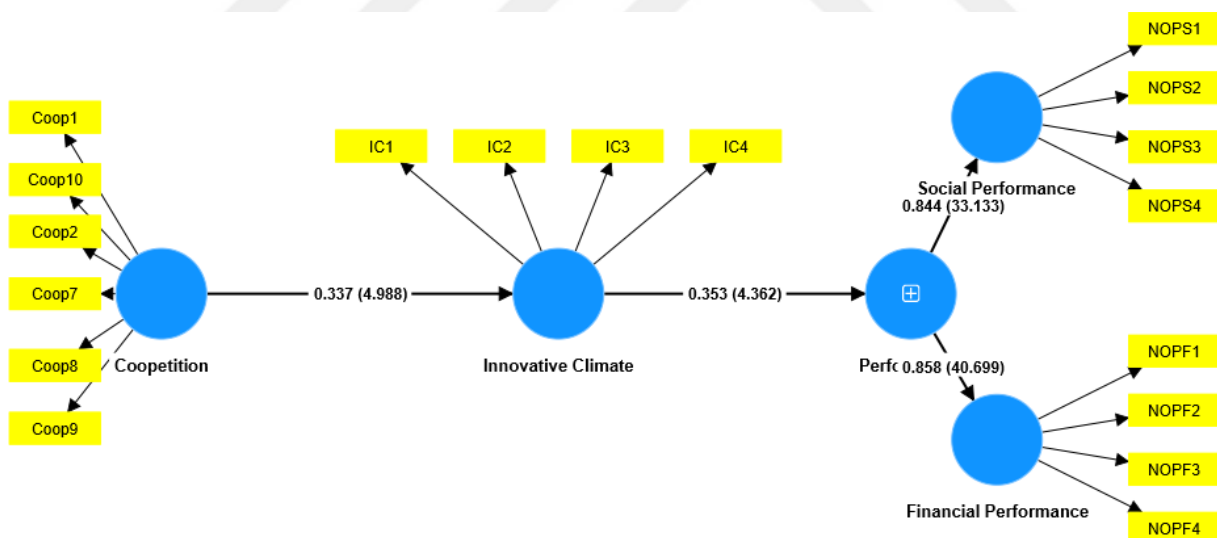 Coop1
Coop10
Coop2
Coop7
Coop8
Coop9
Coopetition
0.337 (4.988)
IC1
IC2
IC3
IC4
Innovative Climate
0.353 (4.362)
Perfc
0.844 (33.133)
0.858 (40.699)
Social Performance
NOPS1
NOPS2
NOPS3
NOPS4
Financial Performance
NOPF1
NOPF2
NOPF3
NOPF4